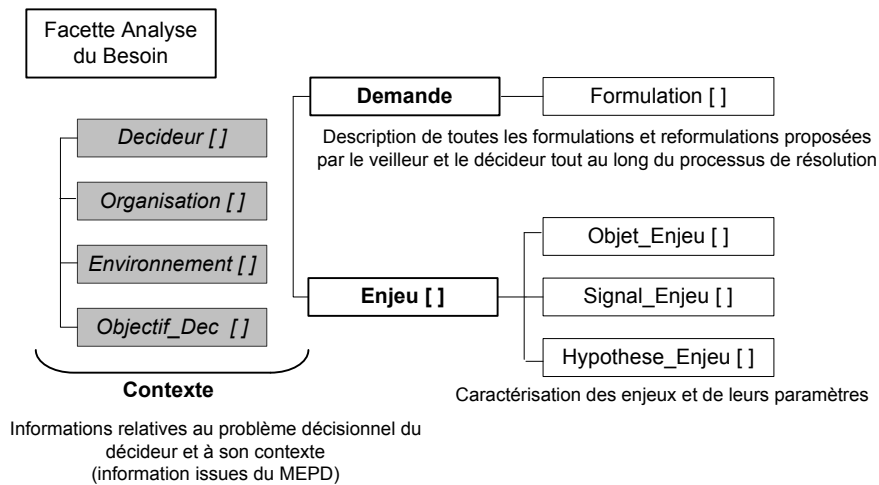 Facette Analyse
du Besoin
Demande
Formulation [ ]
Description de toutes les formulations et reformulations proposées
par le veilleur et le décideur tout au long du processus de résolution
Decideur [ ]
Organisation [ ]
Environnement [ ]
Objectif_Dec [ ]
Contexte
Informations relatives au problème décisionnel du
décideur et à son contexte
(information issues du MEPD)
Enjeu [ ]
Objet_Enjeu [ ]
Signal_Enjeu [ ]
Hypothese_Enjeu [ ]
Caractérisation des enjeux et de leurs paramètres